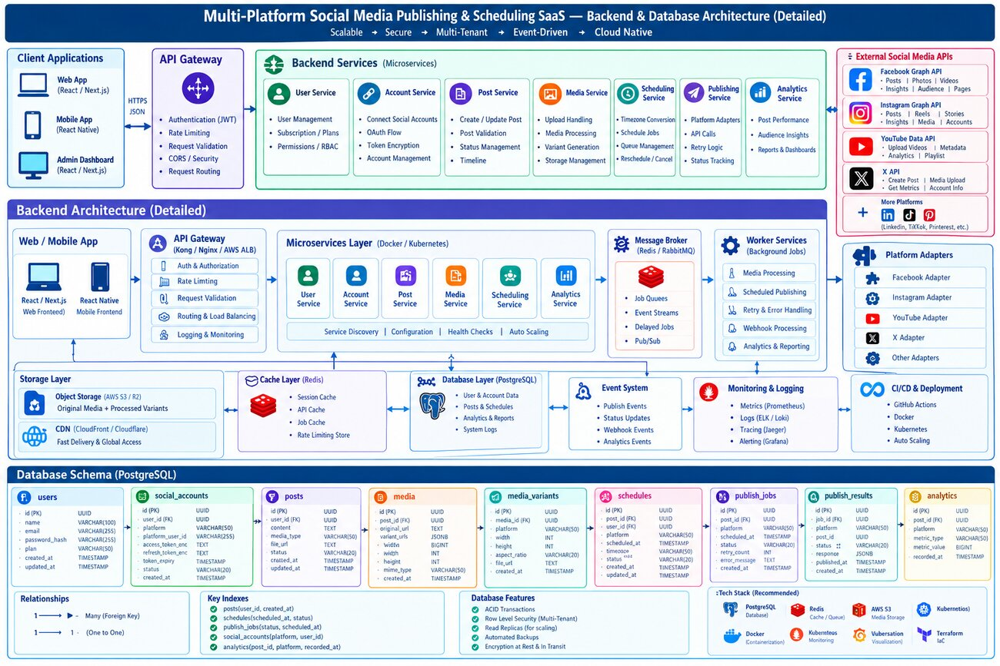 Multi-Platform Social Media Publishing & Scheduling SaaS — Backend & Database Architecture (Detailed)
Scalable → Secure → Multi-Tenant → Event-Driven → Cloud Native
Client Applications
Web App
(React / Next.js)
Mobile App
(React Native)
Admin Dashboard
(React / Next.js)
HTTPS
JSON
API Gateway
• Authentication (JWT)
• Rate Limiting
• Request Validation
• CORS / Security
• Request Routing
Backend Services (Microservices)
User Service
• User Management
• Subscription / Plans
• Permissions / RBAC
Account Service
• Connect Social Accounts
• OAuth Flow
• Token Encryption
• Account Management
Post Service
• Create / Update Post
• Post Validation
• Status Management
• Timeline
Media Service
• Upload Handling
• Media Processing
• Variant Generation
• Storage Management
Scheduling
Service
• Timezone Conversion
• Schedule Jobs
• Queue Management
• Reschedule / Cancel
Publishing
Service
• Platform Adapters
• API Calls
• Retry Logic
• Status Tracking
Analytics
Service
• Post Performance
• Audience Insights
• Reports & Dashboards
External Social Media APIs
Facebook Graph API
• Posts | Photos | Videos
• Insights | Audience | Pages
Instagram Graph API
• Posts | Reels | Stories
• Insights | Media | Accounts
YouTube Data API
• Upload Videos | Metadata
• Analytics | Playlist
X API
• Create Post | Media Upload
• Get Metrics | Account Info
More Platforms
(Linkedin, TiXKok, Printerest, etc.)
Backend Architecture (Detailed)
Web / Mobile App
React / Next.js
Web Fronteed)
React Native
Mobile Frontend
API Gateway
(Kong / Nginx / AWS ALB)
Auth & Authorization
Rate Limting
Request Validation
Routing & Load Balancing
Logging & Monitoring
Microservices Layer (Docker / Kubernetes)
User
Service
Account
Service
Post
Service
Media
Service
Scheduling
Service
Analytics
Service
Service Discovery | Configuration | Health Checks | Auto Scaling
Message Broker
(Redis / RabbitMQ)
• Job Quees
• Event Streams
• Delayed Jobs
• Pub/Sub
Worker Services
(Background Jobs)
Media Processing
Scheduled Publishing
Retry & Error Handling
Webhook Processing
Analytics & Reporting
Platform Adapters
Facebook Adapter
Instagram Adapter
YouTube Adapter
X Adapter
Other Adapters
Storage Layer
Object Storage (AWS S3 / R2)
Original Media + Processed Variants
CDN (CloudFront / Cloudflare)
Fast Delivery & Global Access
Cache Layer (Redis)
• Session Cache
• API Cache
• Job Cache
• Rate Limiting Store
Database Layer (PostgreSQL)
• User & Account Data
• Posts & Schedules
• Analytics & Reports
• System Logs
Event System
• Publish Events
• Status Updates
• Webhook Events
• Analytics Events
Monitoring & Logging
• Metrics (Prometheus)
• Logs (ELK / Loki)
• Tracing (Jaeger)
• Alerting (Grafana)
CI/CD & Deployment
• GitHub Actions
• Docker
• Kubernetes
• Auto Scaling
Database Schema (PostgreSQL)
users
id (PK) UUID
name VARCHAR(100)
email VARCHAR(255)
password_hash VARCHAR(255)
plan VARCHAR(50)
created_at TIMESTAMP
updated_at TIMESTAMP
social_accounts
id (PK) UUID
user_id (FK) UUID
platform VARCHAR(50)
platform_user_id VARCHAR(255)
access_token_enc TEXT
refresh_token_enc TEXT
token_expiry TIMESTAMP
status VARCHAR(20)
created_at TIMESTAMP
posts
id (PK) UUID
user_id (FK) UUID
content TEXT
media_type VARCHAR(50)
file_url TEXT
status VARCHAR(20)
created_at TIMESTAMP
updated_at TIMESTAMP
media
id (PK) UUID
post_id (FK) UUID
original_url TEXT
variant_urls JSONB
BIGINT
width INT
height INT
mime_type VARCHAR(50)
created_at TIMESTAMP
media_variants
id (PK) UUID
media_id (FK) UUID
platform VARCHAR(50)
width INT
height INT
aspect_ratio VARCHAR(20)
file_url TEXT
created_at TIMESTAMP
schedules
id (PK) UUID
post_id (FK) UUID
user_id (FK) UUID
platform VARCHAR(50)
scheduled_at TIMESTAMP
VARCHAR(50)
status VARCHAR(20)
created_at TIMESTAMP
updated_at TIMESTAMP
publish_jobs
id (PK) UUID
post_id (FK) UUID
platform VARCHAR(50)
scheduled_at TIMESTAMP
status VARCHAR(20)
retry_count INT
error_message TEXT
created_at TIMESTAMP
publish_results
id (PK) UUID
job_id (FK) UUID
platform VARCHAR(50)
post_id UUID
status VARCHAR(20)
responce JSONB
published_at TIMESTAMP
created_at TIMESTAMP
analytics
id (PK) UUID
post_id (FK) UUID
platform VARCHAR(50)
metric_type VARCHAR(50)
metric_value BIGINT
recorded_at TIMESTAMP
Relationships
1 Many (Foreign Key)
1 1 - (One to One)
Key Indexes
posts(user_id, created_at)
schedules(scheduled_at, status)
publish_jobs(status, scheduled_at)
social_accounts(platform, user_id)
analytics(post_id, platform, recorded_at)
Database Features
ACID Transactions
Row Level Security (Multi-Tenant)
Read Replicas (for scaling)
Automated Backups
Encryption at Rest & In Transit
Tech Stack (Recommended)
PostgreSQL
Database)
Redis
Cache / Queue)
AWS S3
Media Storage
Kubernetios)
Docker
(Containerization)
Kubernteus
Monitoring
Vubersation
(Visualization)
Terraform
IaC